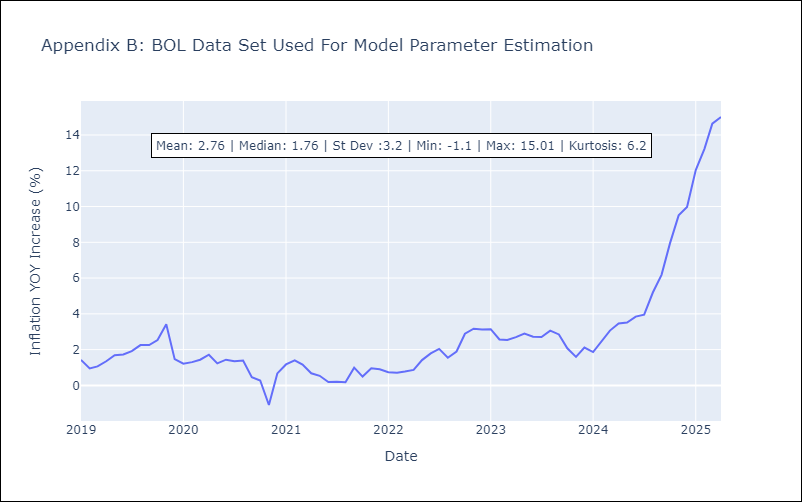 Appendix B: BOL Data Set Used For Model Parameter Estimation
Mean: 2.76 | Median: 1.76 | St Dev :3.2 | Min: -1.1 | Max: 15.01 | Kurtosis: 6.2
Inflation YOY Increase (%)
14
12
10
8
6
4
2
0
2019 2020 2021 2022 2023 2024 2025
Date